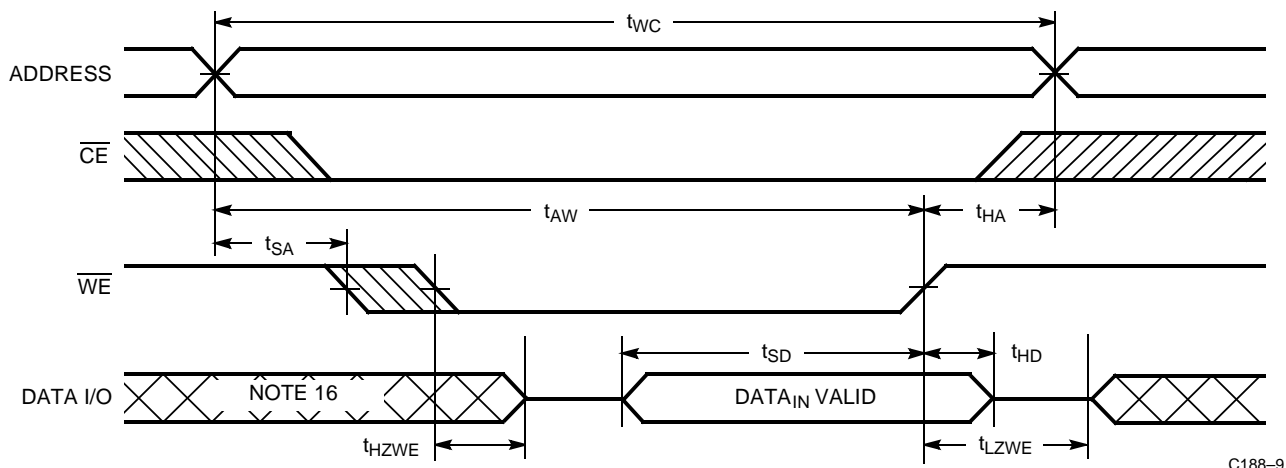 tWC
ADDRESS
CE
tAW
tHA
tSA
WE
tSD
tHD
DATA I/O
NOTE 16
DATAIN VALID
tHZWE
tLZWE
C188–9